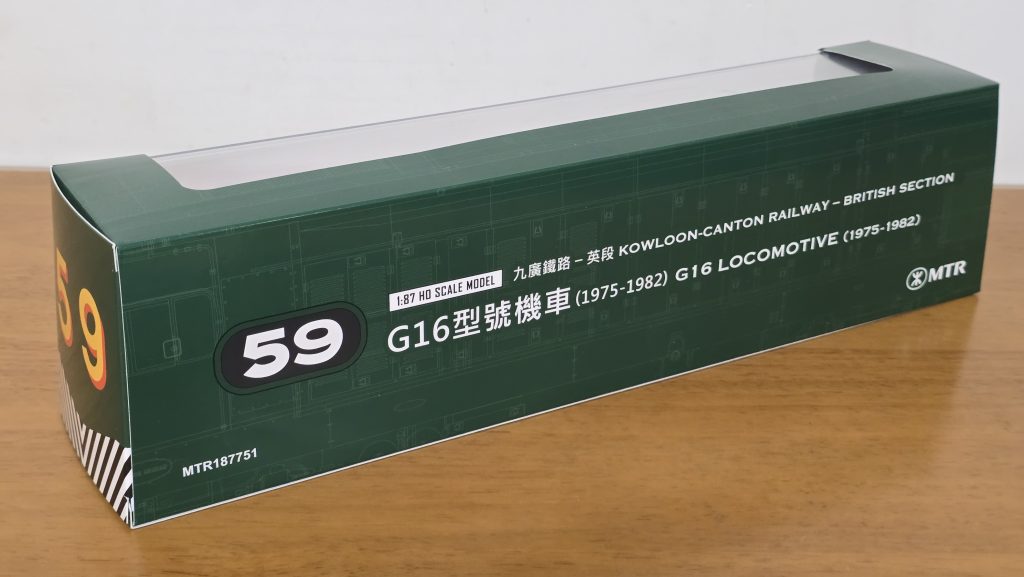 59
59
1:87 HO SCALE MODEL
九廣鐵路 – 英段 KOWLOON-CANTON RAILWAY – BRITISH SECTION
G16型號機車 (1975-1982) G16 LOCOMOTIVE (1975-1982)
MTR
MTR187751